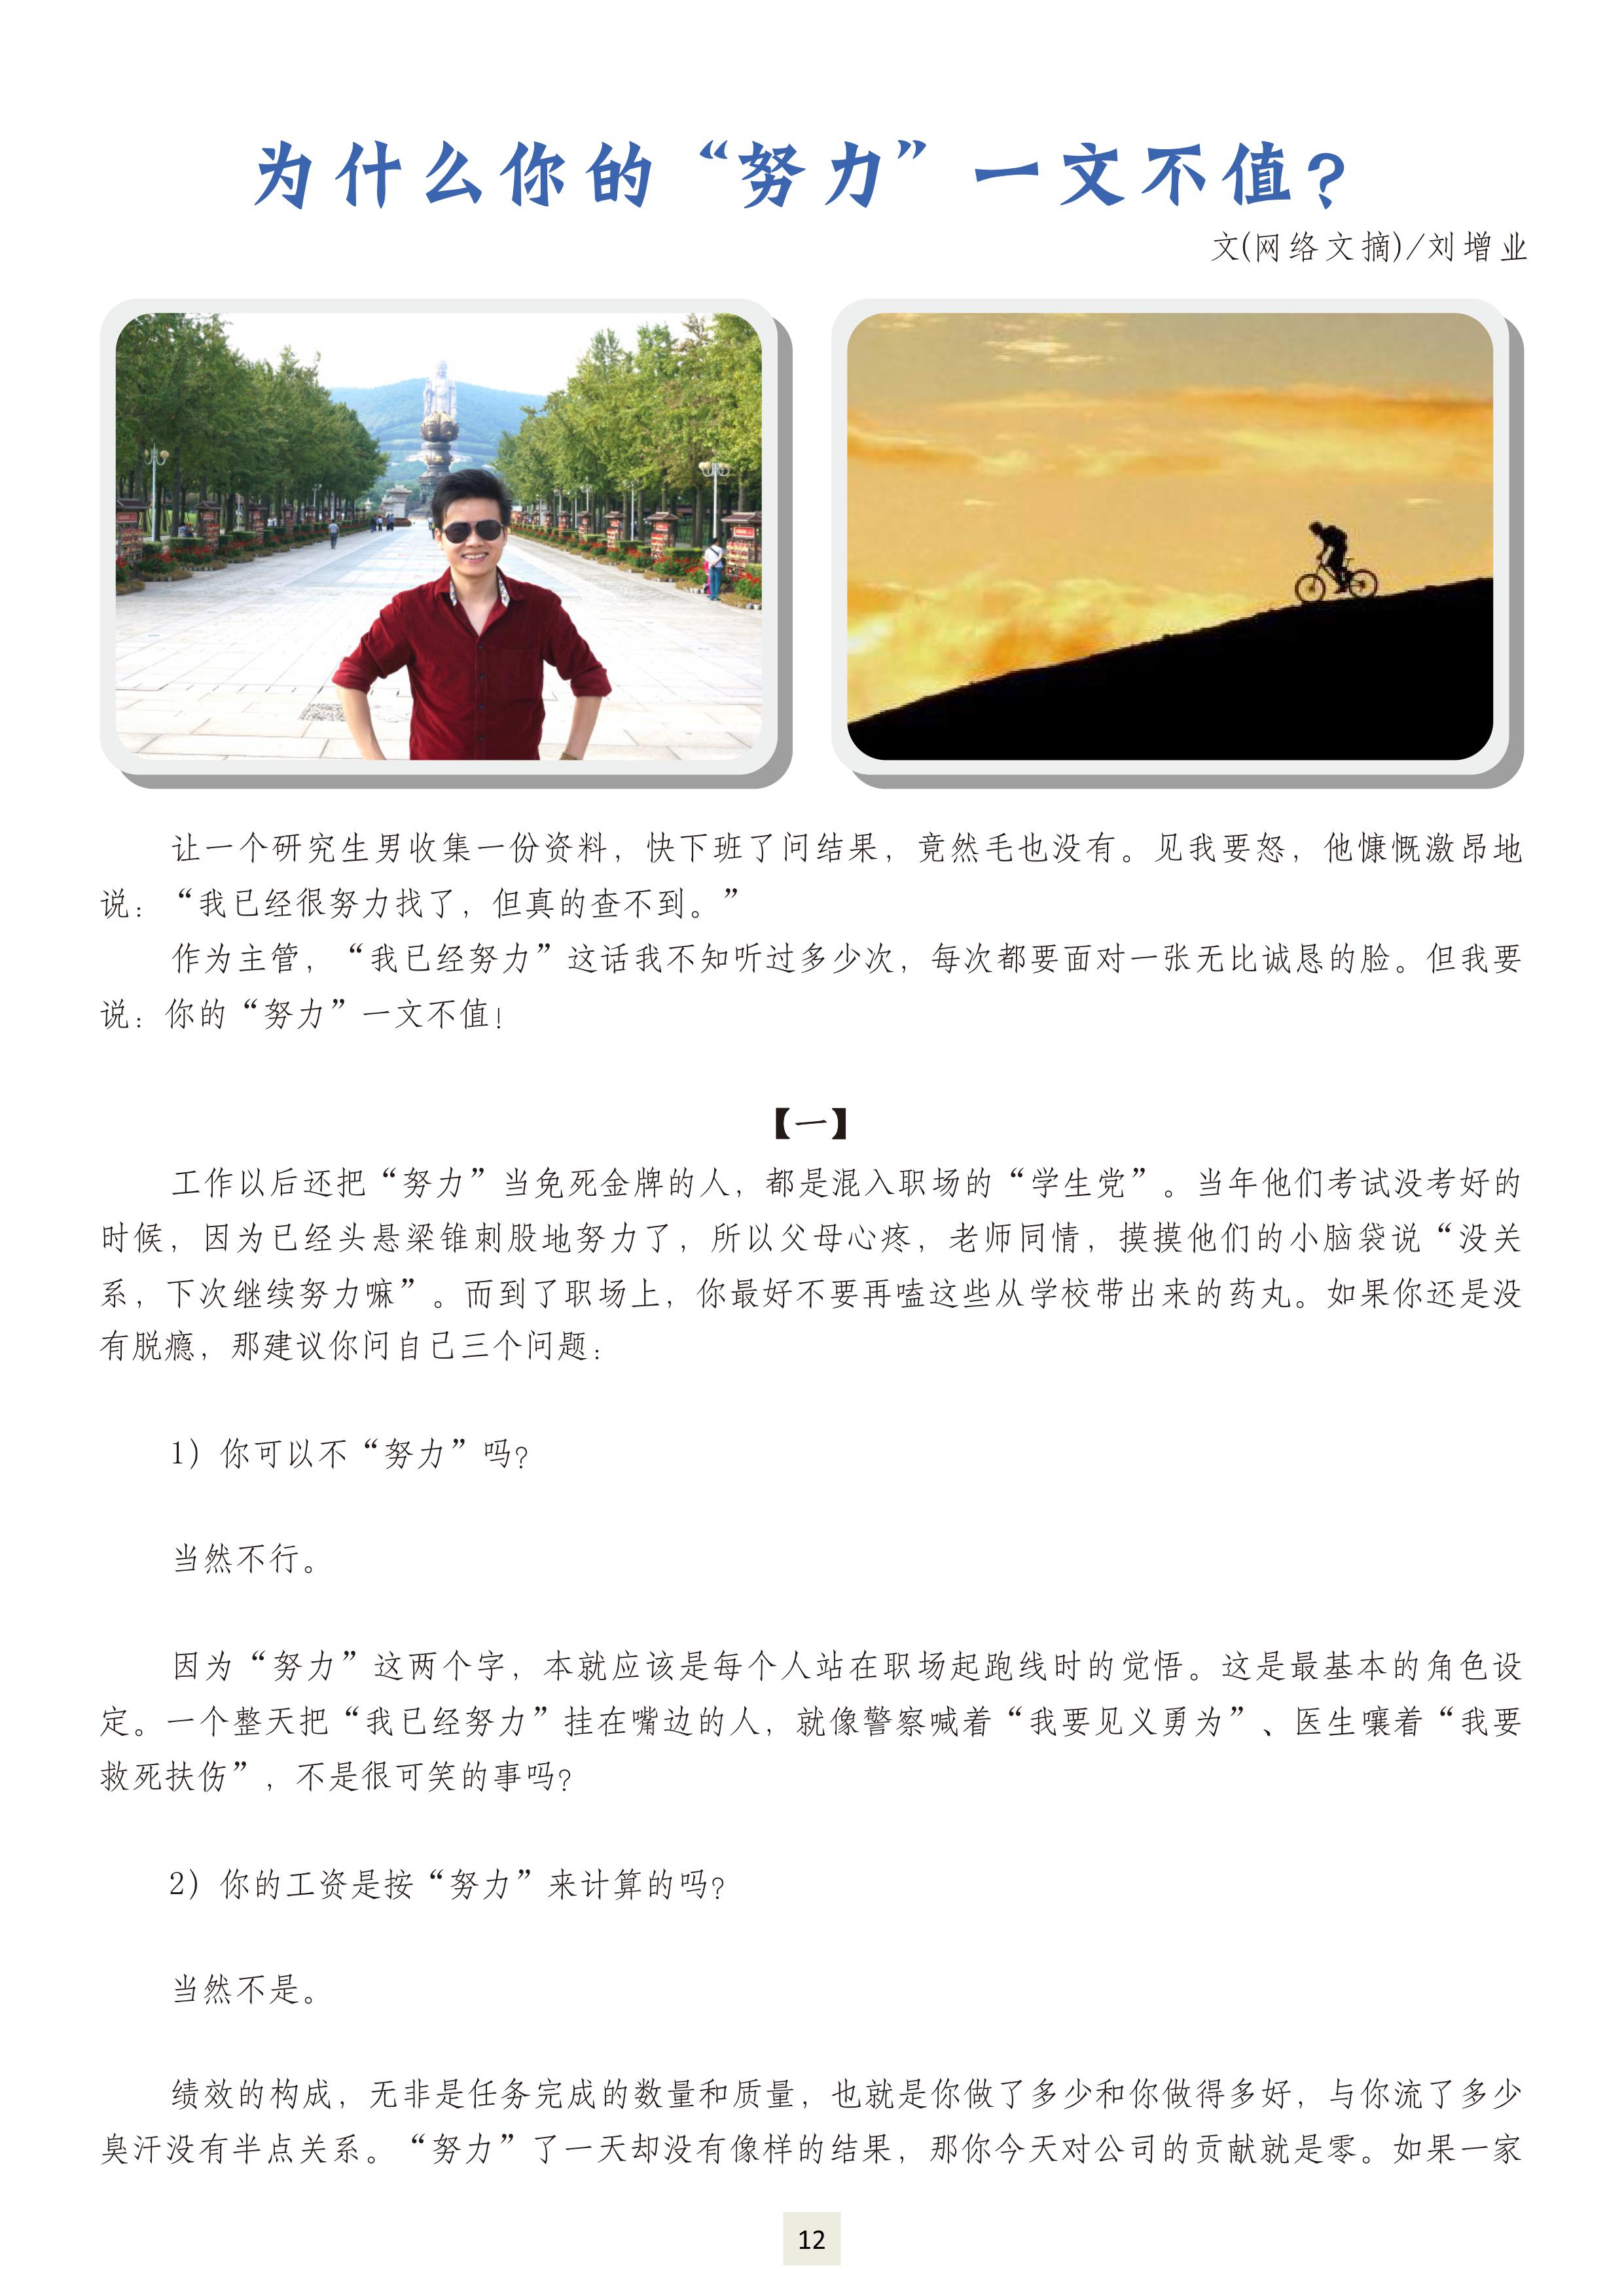 为什么你的“努力”一文不值？
文(网络文摘)/刘增业
让一个研究生男收集一份资料，快下班了问结果，竟然毛也没有。见我要怒，他慷慨激昂地
说：“我已经很努力找了，但真的查不到。”
作为主管，“我已经努力”这话我不知听过多少次，每次都要面对一张无比诚恳的脸。但我要
说：你的“努力”一文不值！
【一】
工作以后还把“努力”当免死金牌的人，都是混入职场的“学生党”。当年他们考试没考好的
时候，因为已经头悬梁锥刺股地努力了，所以父母心疼，老师同情，摸摸他们的小脑袋说“没关
系，下次继续努力嘛”。而到了职场上，你最好不要再嗑这些从学校带出来的药丸。如果你还是没
有脱瘾，那建议你问自己三个问题：
1）你可以不“努力”吗？
当然不行。
因为“努力”这两个字，本就应该是每个人站在职场起跑线时的觉悟。这是最基本的角色设
定。一个整天把“我已经努力”挂在嘴边的人，就像警察喊着“我要见义勇为”、医生嚷着“我要
救死扶伤”，不是很可笑的事吗？
2）你的工资是按“努力”来计算的吗？
当然不是。
绩效的构成，无非是任务完成的数量和质量，也就是你做了多少和你做得多好，与你流了多少
臭汗没有半点关系。“努力”了一天却没有像样的结果，那你今天对公司的贡献就是零。如果一家
12